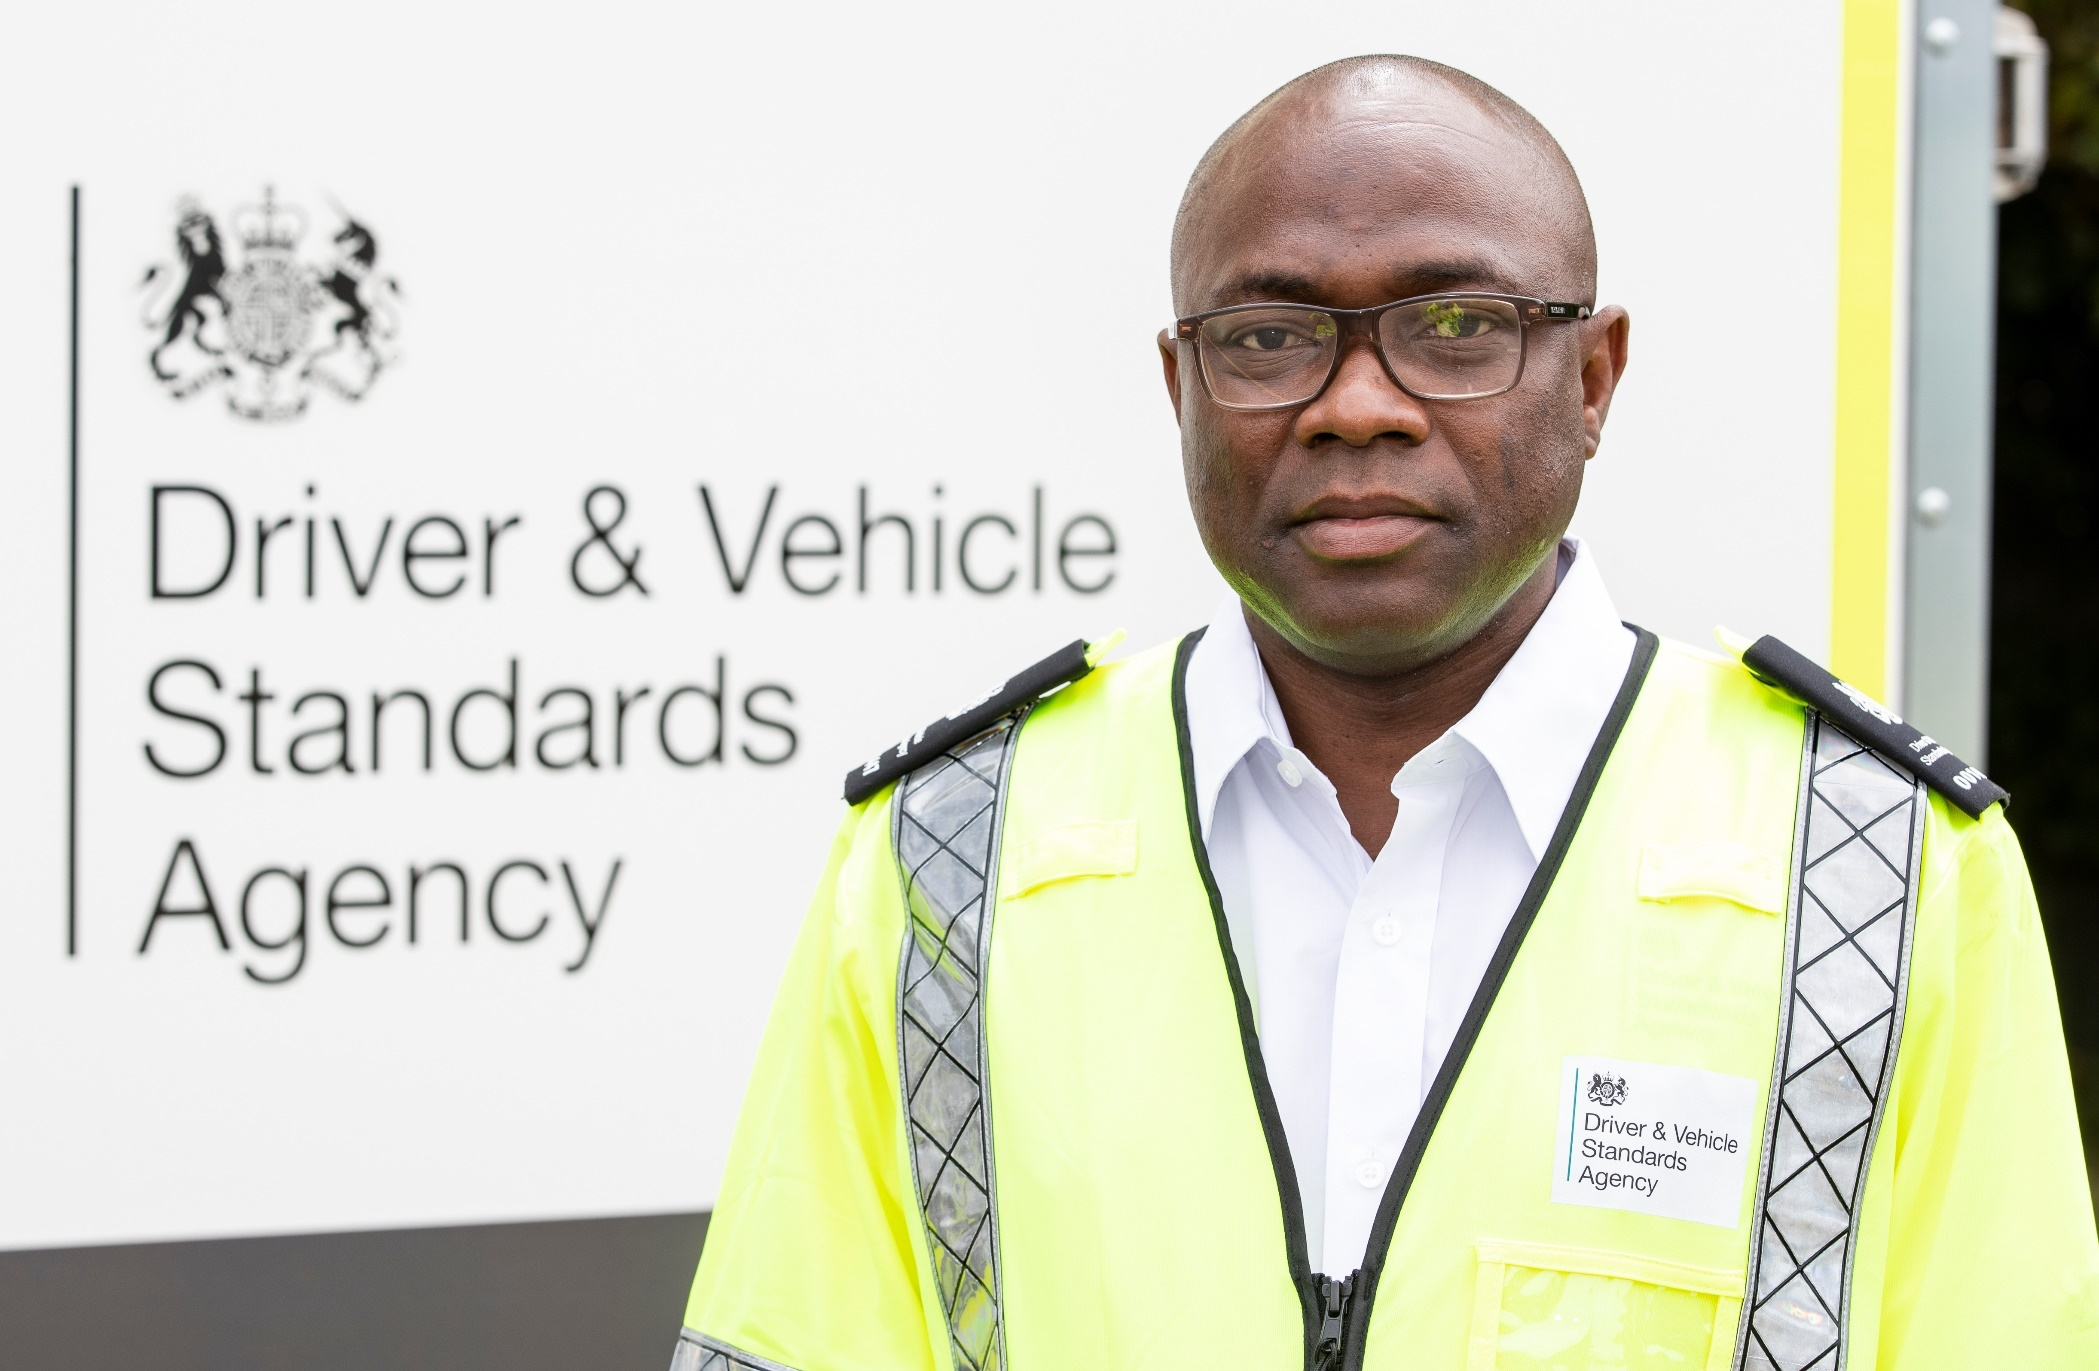 Driver & Vehicle
Standards
Agency
Driver & Vehicle
Standards
Agency